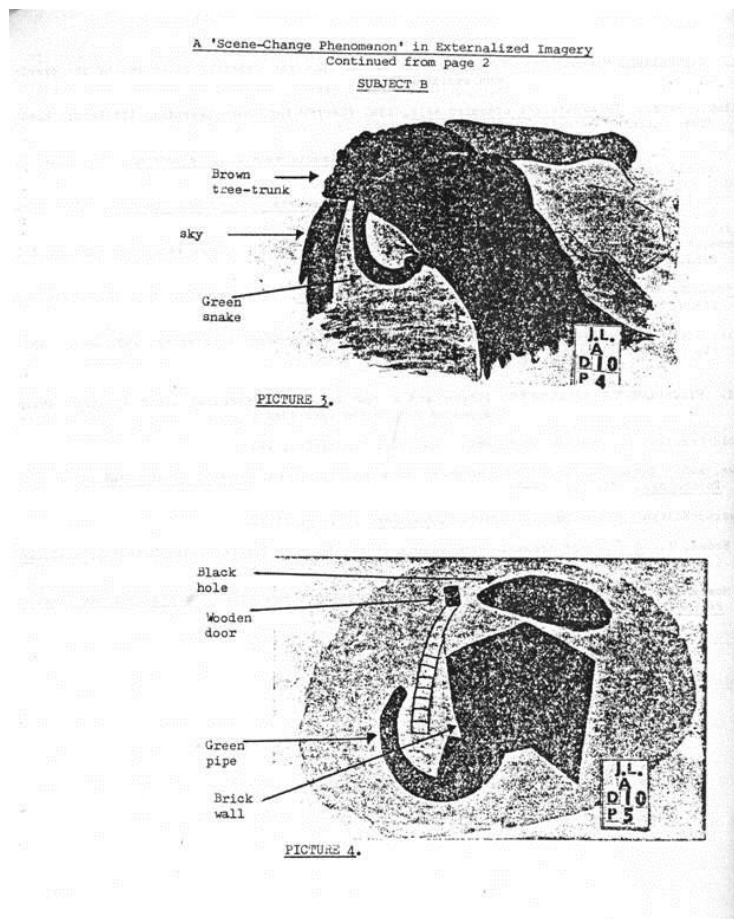 A 'Scene-Change Phenomenon' in Externalized Imagery
Continued from page 2
SUBJECT B
Brown
tree-trunk
sky
Green
snake
J.L.
A
D 10
P 4
PICTURE 3.
Black
hole
Wooden
door
Green
pipe
Brick
wall
J.L.
A
D 10
P 5
PICTURE 4.